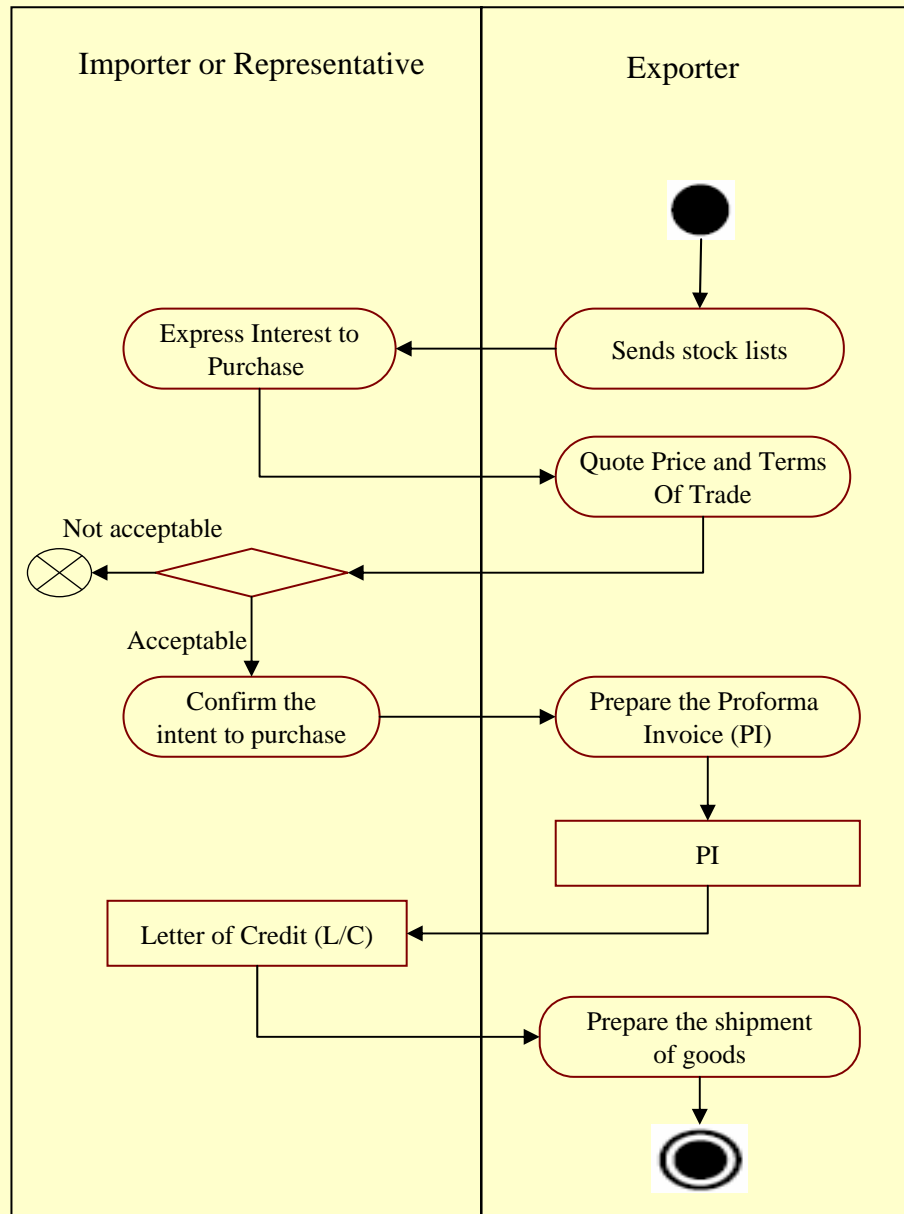 Importer or Representative
Exporter
Express Interest to
Purchase
Sends stock lists
Quote Price and Terms
Of Trade
Not acceptable
Acceptable
Confirm the
intent to purchase
Prepare the Proforma
Invoice (PI)
PI
Letter of Credit (L/C)
Prepare the shipment
of goods